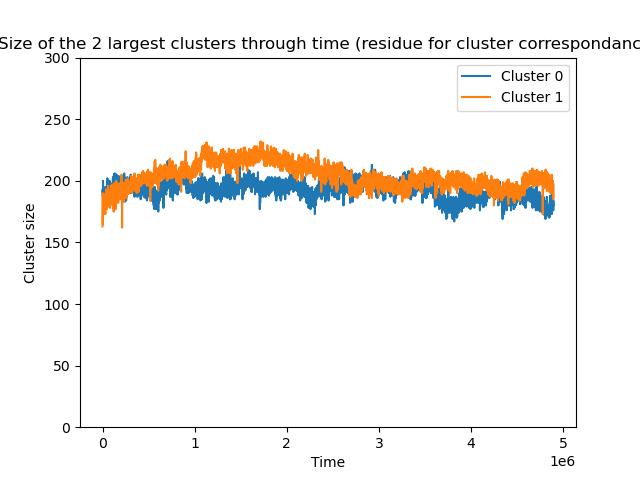 Size of the 2 largest clusters through time (residue for cluster correspondanc
300
250
200
150
100
50
0
Cluster size
Cluster 0
Cluster 1
0 1 2 3 4 5
1e6
Time